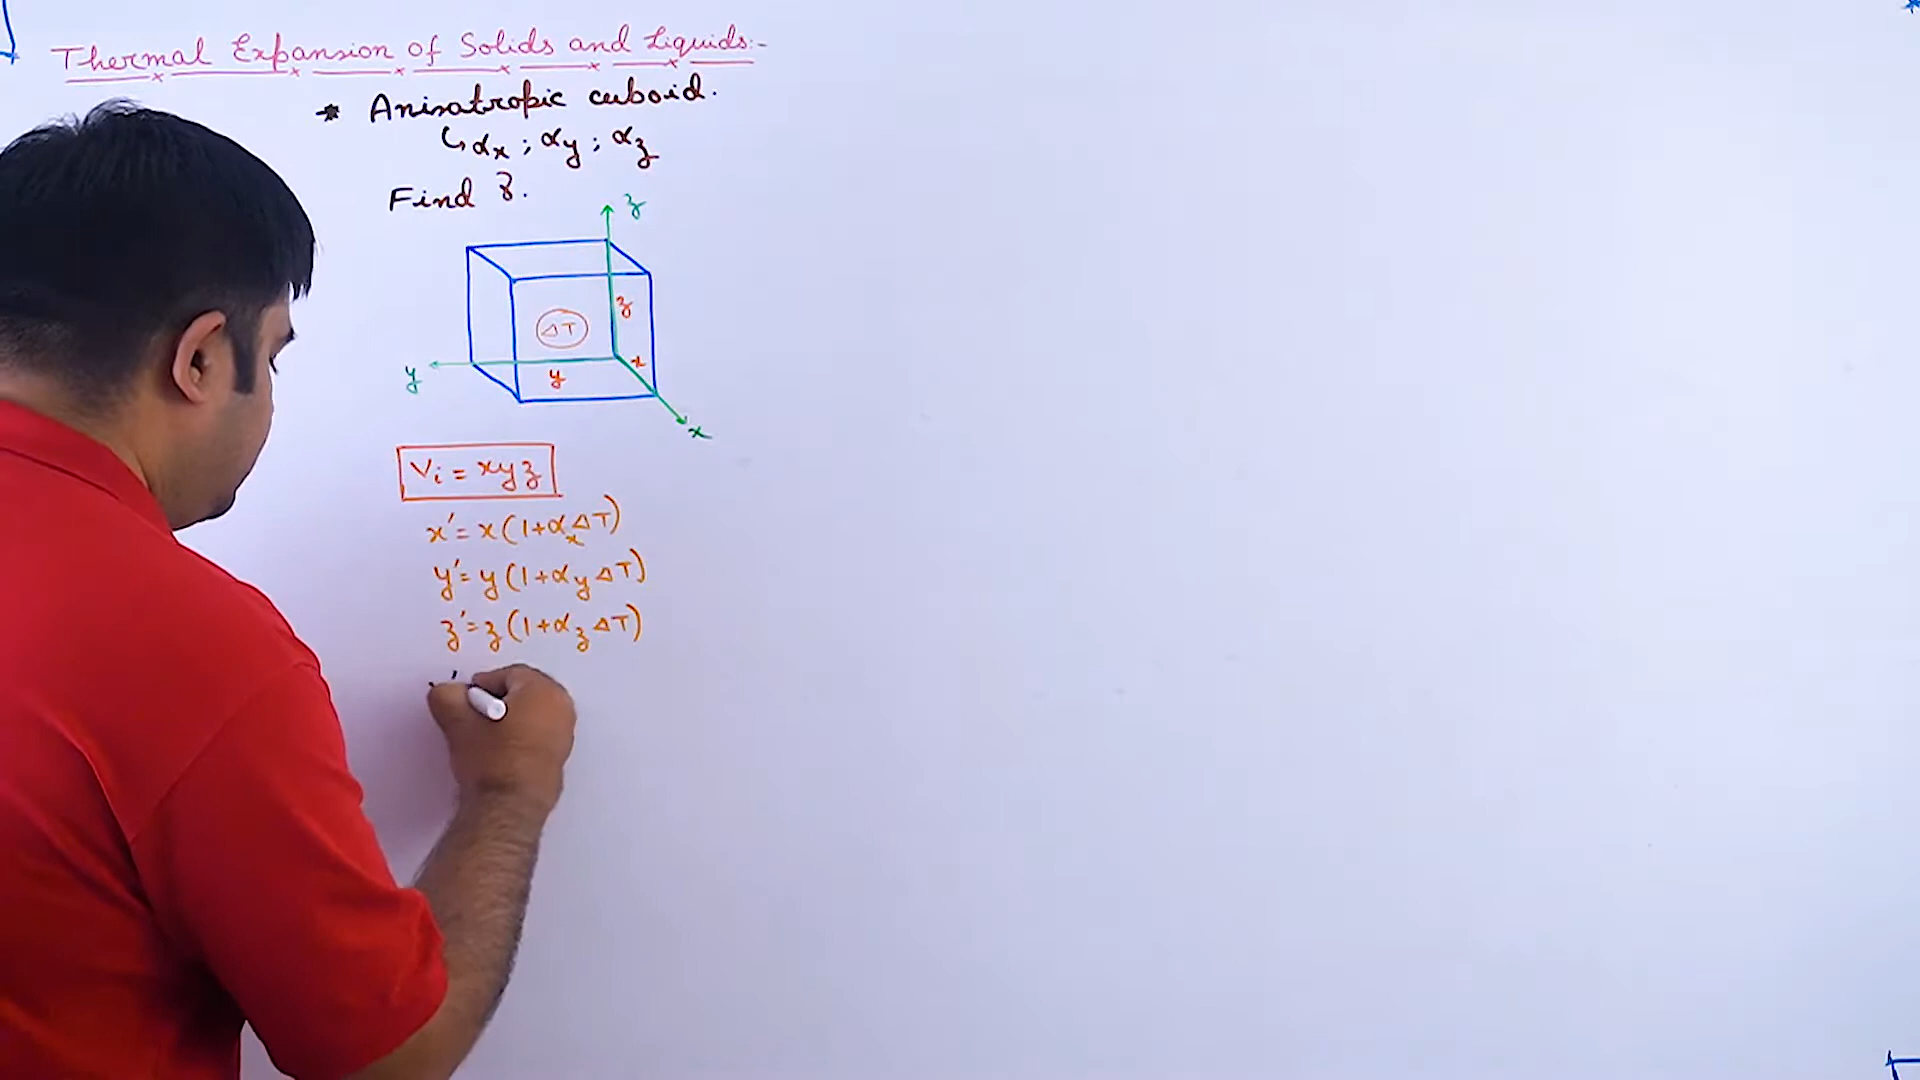 Thermal Expansion of Solids and Liquids:-
* Anisotropic cuboid.
↳ αx ; αy ; αz
Find γ.
z
z
ΔT
x
y
y
x
Vi = xyz
x' = x(1+αxΔT)
y' = y(1+αyΔT)
z' = z(1+αzΔT)